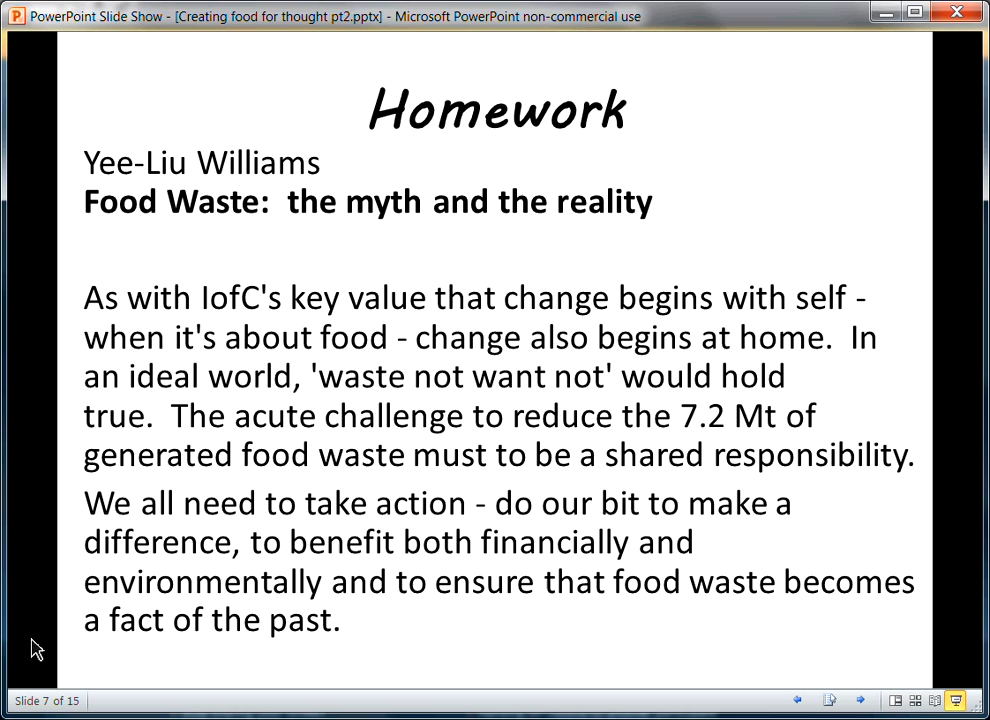 PowerPoint Slide Show - [Creating food for thought pt2.pptx] - Microsoft PowerPoint non-commercial use
Homework
Yee-Liu Williams
Food Waste:  the myth and the reality
As with IofC's key value that change begins with self -
when it's about food - change also begins at home.  In
an ideal world, 'waste not want not' would hold
true.  The acute challenge to reduce the 7.2 Mt of
generated food waste must to be a shared responsibility.
We all need to take action - do our bit to make a
difference, to benefit both financially and
environmentally and to ensure that food waste becomes
a fact of the past.
Slide 7 of 15